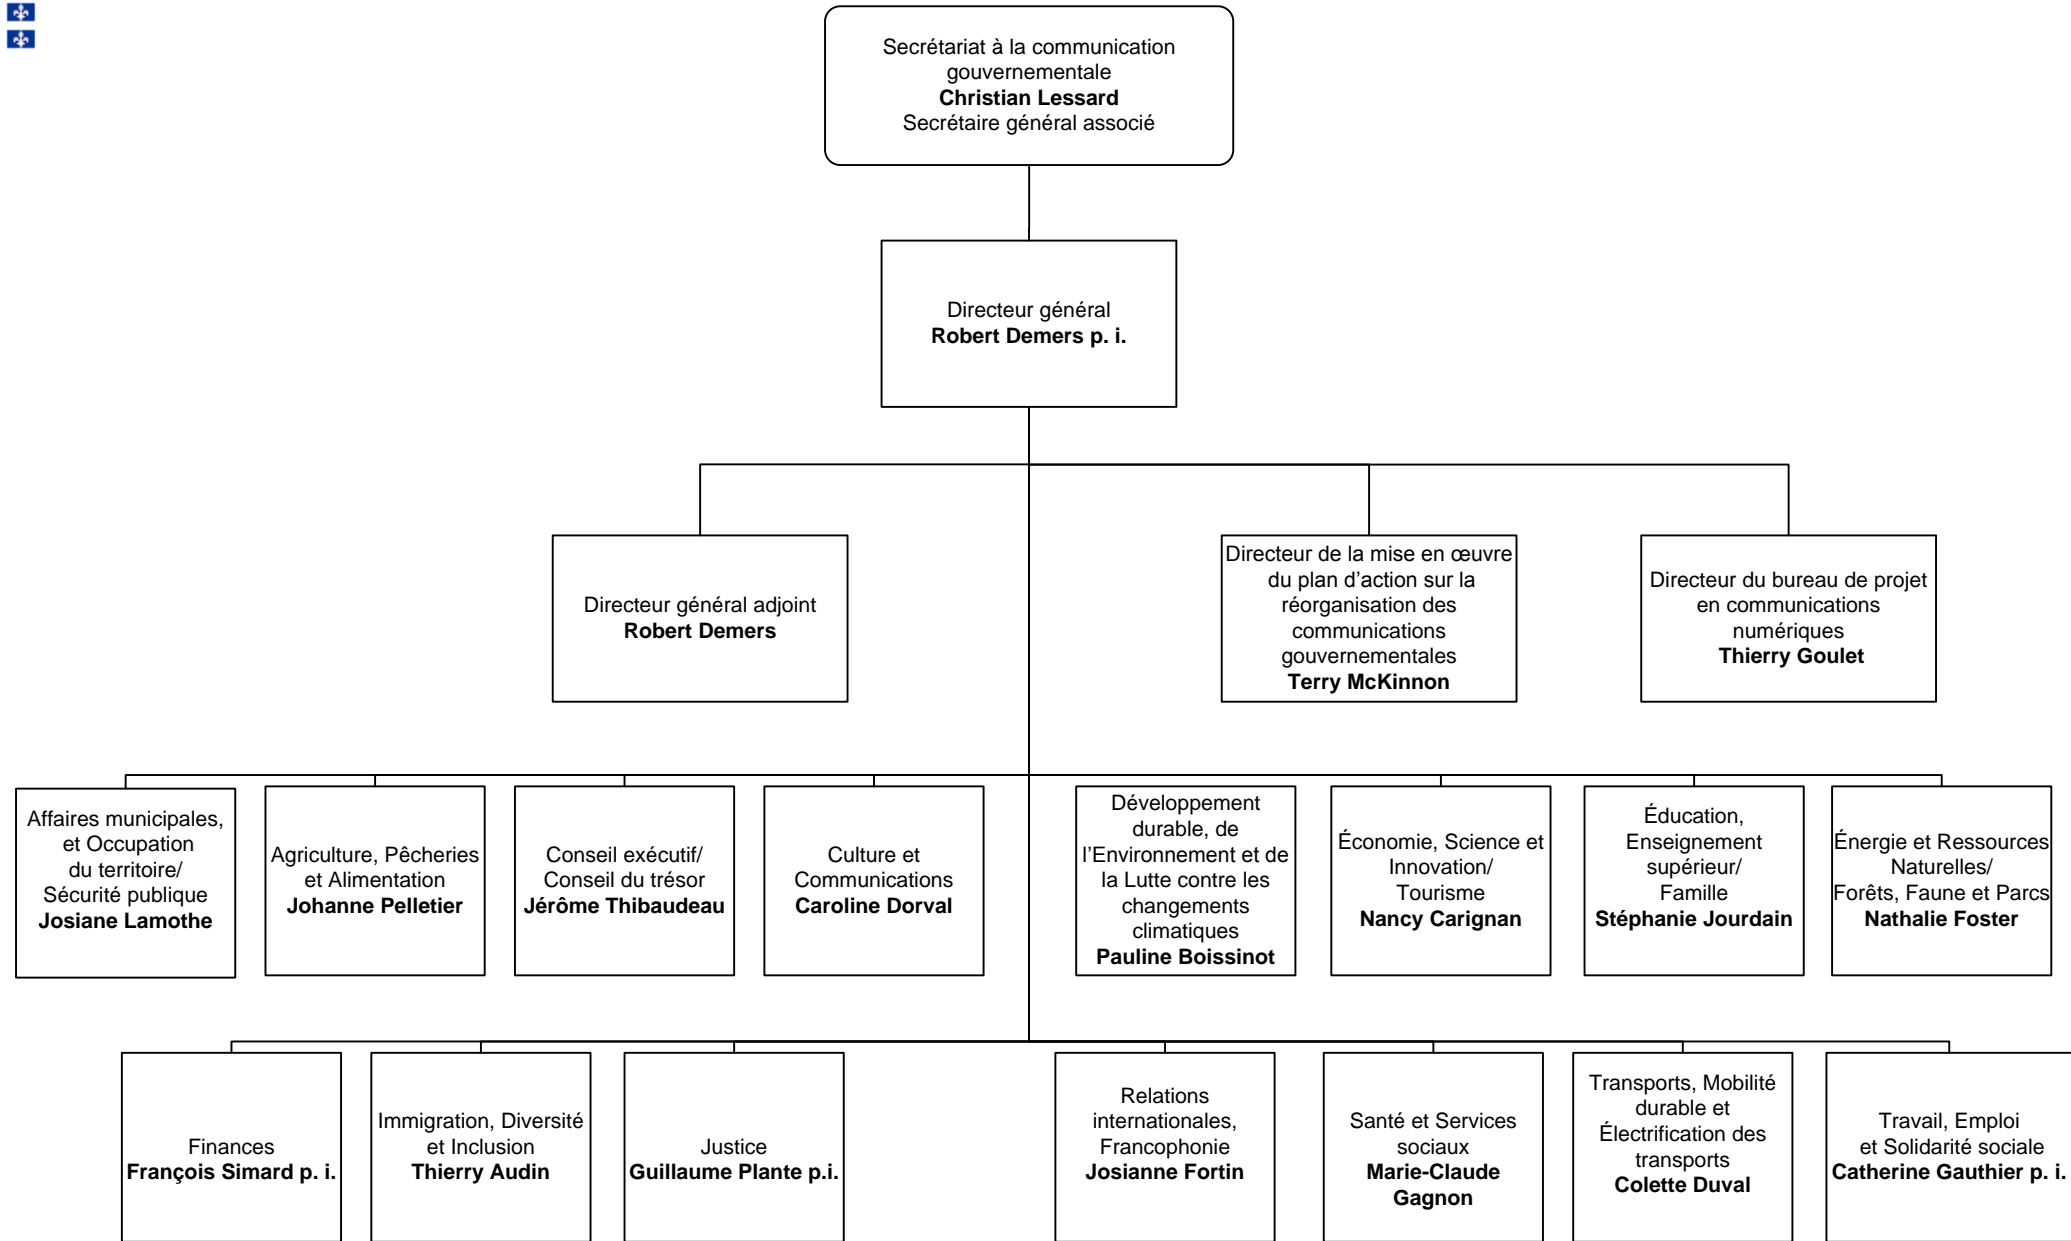 Secrétariat à la communication
gouvernementale
Christian Lessard
Secrétaire général associé
Directeur général
Robert Demers p. i.
Directeur général adjoint
Robert Demers
Directeur de la mise en œuvre
du plan d’action sur la
réorganisation des
communications
gouvernementales
Terry McKinnon
Directeur du bureau de projet
en communications
numériques
Thierry Goulet
Affaires municipales,
et Occupation
du territoire/
Sécurité publique
Josiane Lamothe
Agriculture, Pêcheries
et Alimentation
Johanne Pelletier
Conseil exécutif/
Conseil du trésor
Jérôme Thibaudeau
Culture et
Communications
Caroline Dorval
Développement
durable, de
l’Environnement et de
la Lutte contre les
changements
climatiques
Pauline Boissinot
Économie, Science et
Innovation/
Tourisme
Nancy Carignan
Éducation,
Enseignement
supérieur/
Famille
Stéphanie Jourdain
Énergie et Ressources
Naturelles/
Forêts, Faune et Parcs
Nathalie Foster
Finances
François Simard p. i.
Immigration, Diversité
et Inclusion
Thierry Audin
Justice
Guillaume Plante p.i.
Relations
internationales,
Francophonie
Josianne Fortin
Santé et Services
sociaux
Marie-Claude
Gagnon
Transports, Mobilité
durable et
Électrification des
transports
Colette Duval
Travail, Emploi
et Solidarité sociale
Catherine Gauthier p. i.